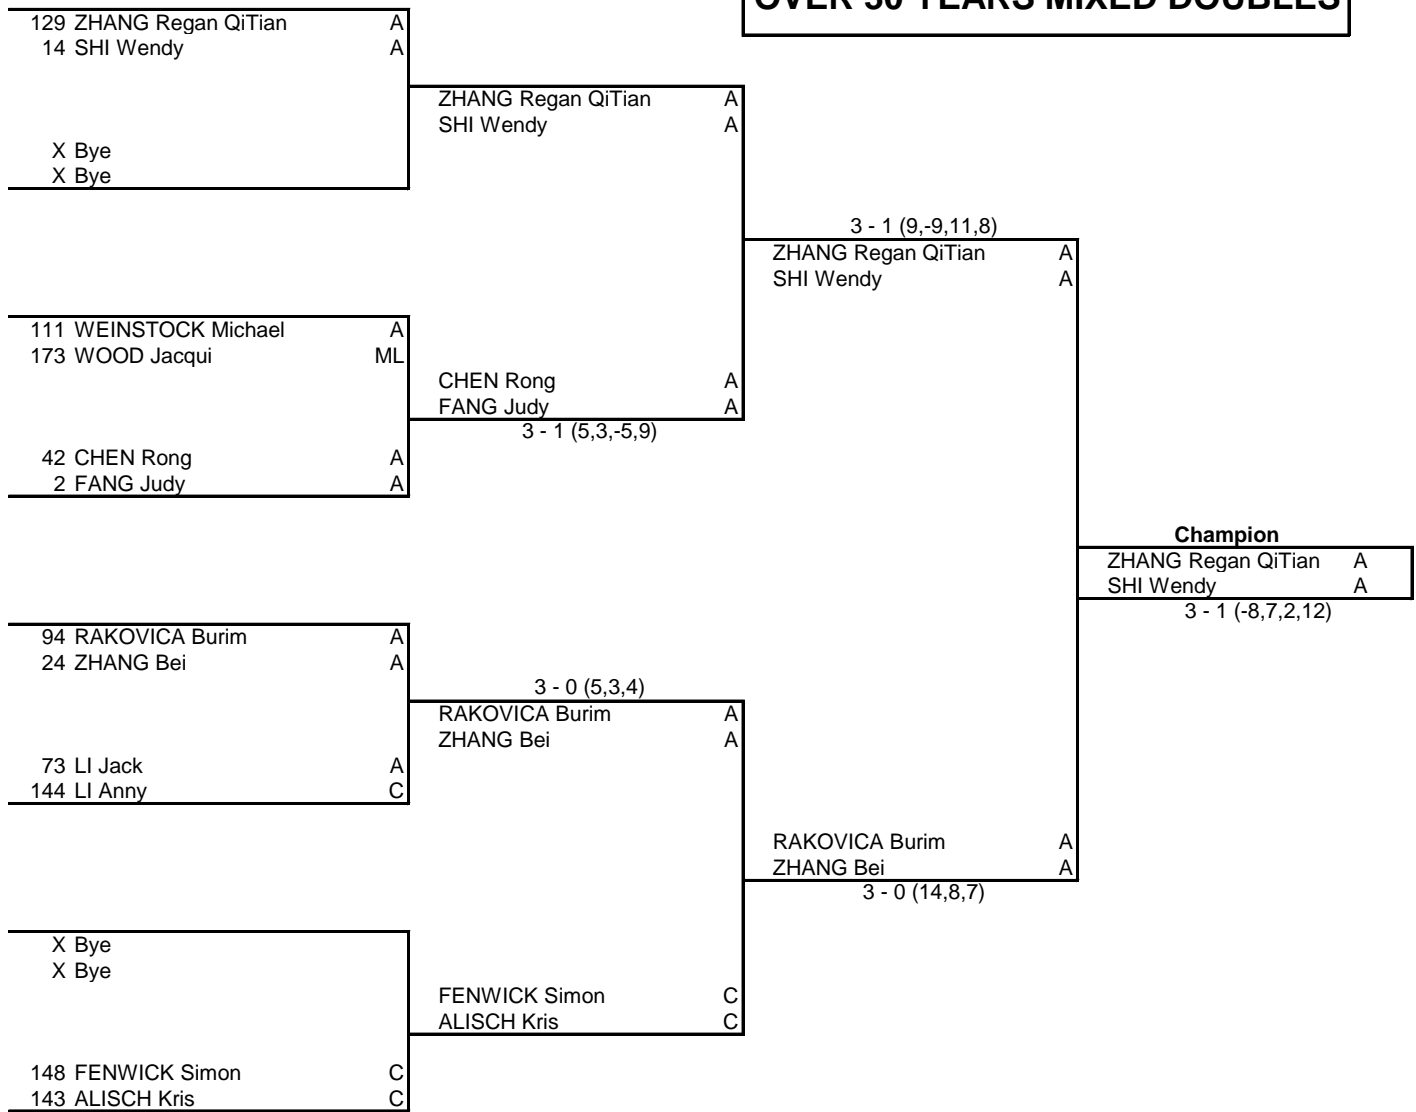 OVER 30 YEARS MIXED DOUBLES
129 ZHANG Regan QiTian A
14 SHI Wendy A
X Bye
X Bye
111 WEINSTOCK Michael A
173 WOOD Jacqui ML
42 CHEN Rong A
2 FANG Judy A
94 RAKOVICA Burim A
24 ZHANG Bei A
73 LI Jack A
144 LI Anny C
X Bye
X Bye
148 FENWICK Simon C
143 ALISCH Kris C
ZHANG Regan QiTian A
SHI Wendy A
CHEN Rong A
FANG Judy A
3 - 1 (5,3,-5,9)
3 - 0 (5,3,4)
RAKOVICA Burim A
ZHANG Bei A
FENWICK Simon C
ALISCH Kris C
3 - 1 (9,-9,11,8)
ZHANG Regan QiTian A
SHI Wendy A
RAKOVICA Burim A
ZHANG Bei A
3 - 0 (14,8,7)
Champion
ZHANG Regan QiTian A
SHI Wendy A
3 - 1 (-8,7,2,12)